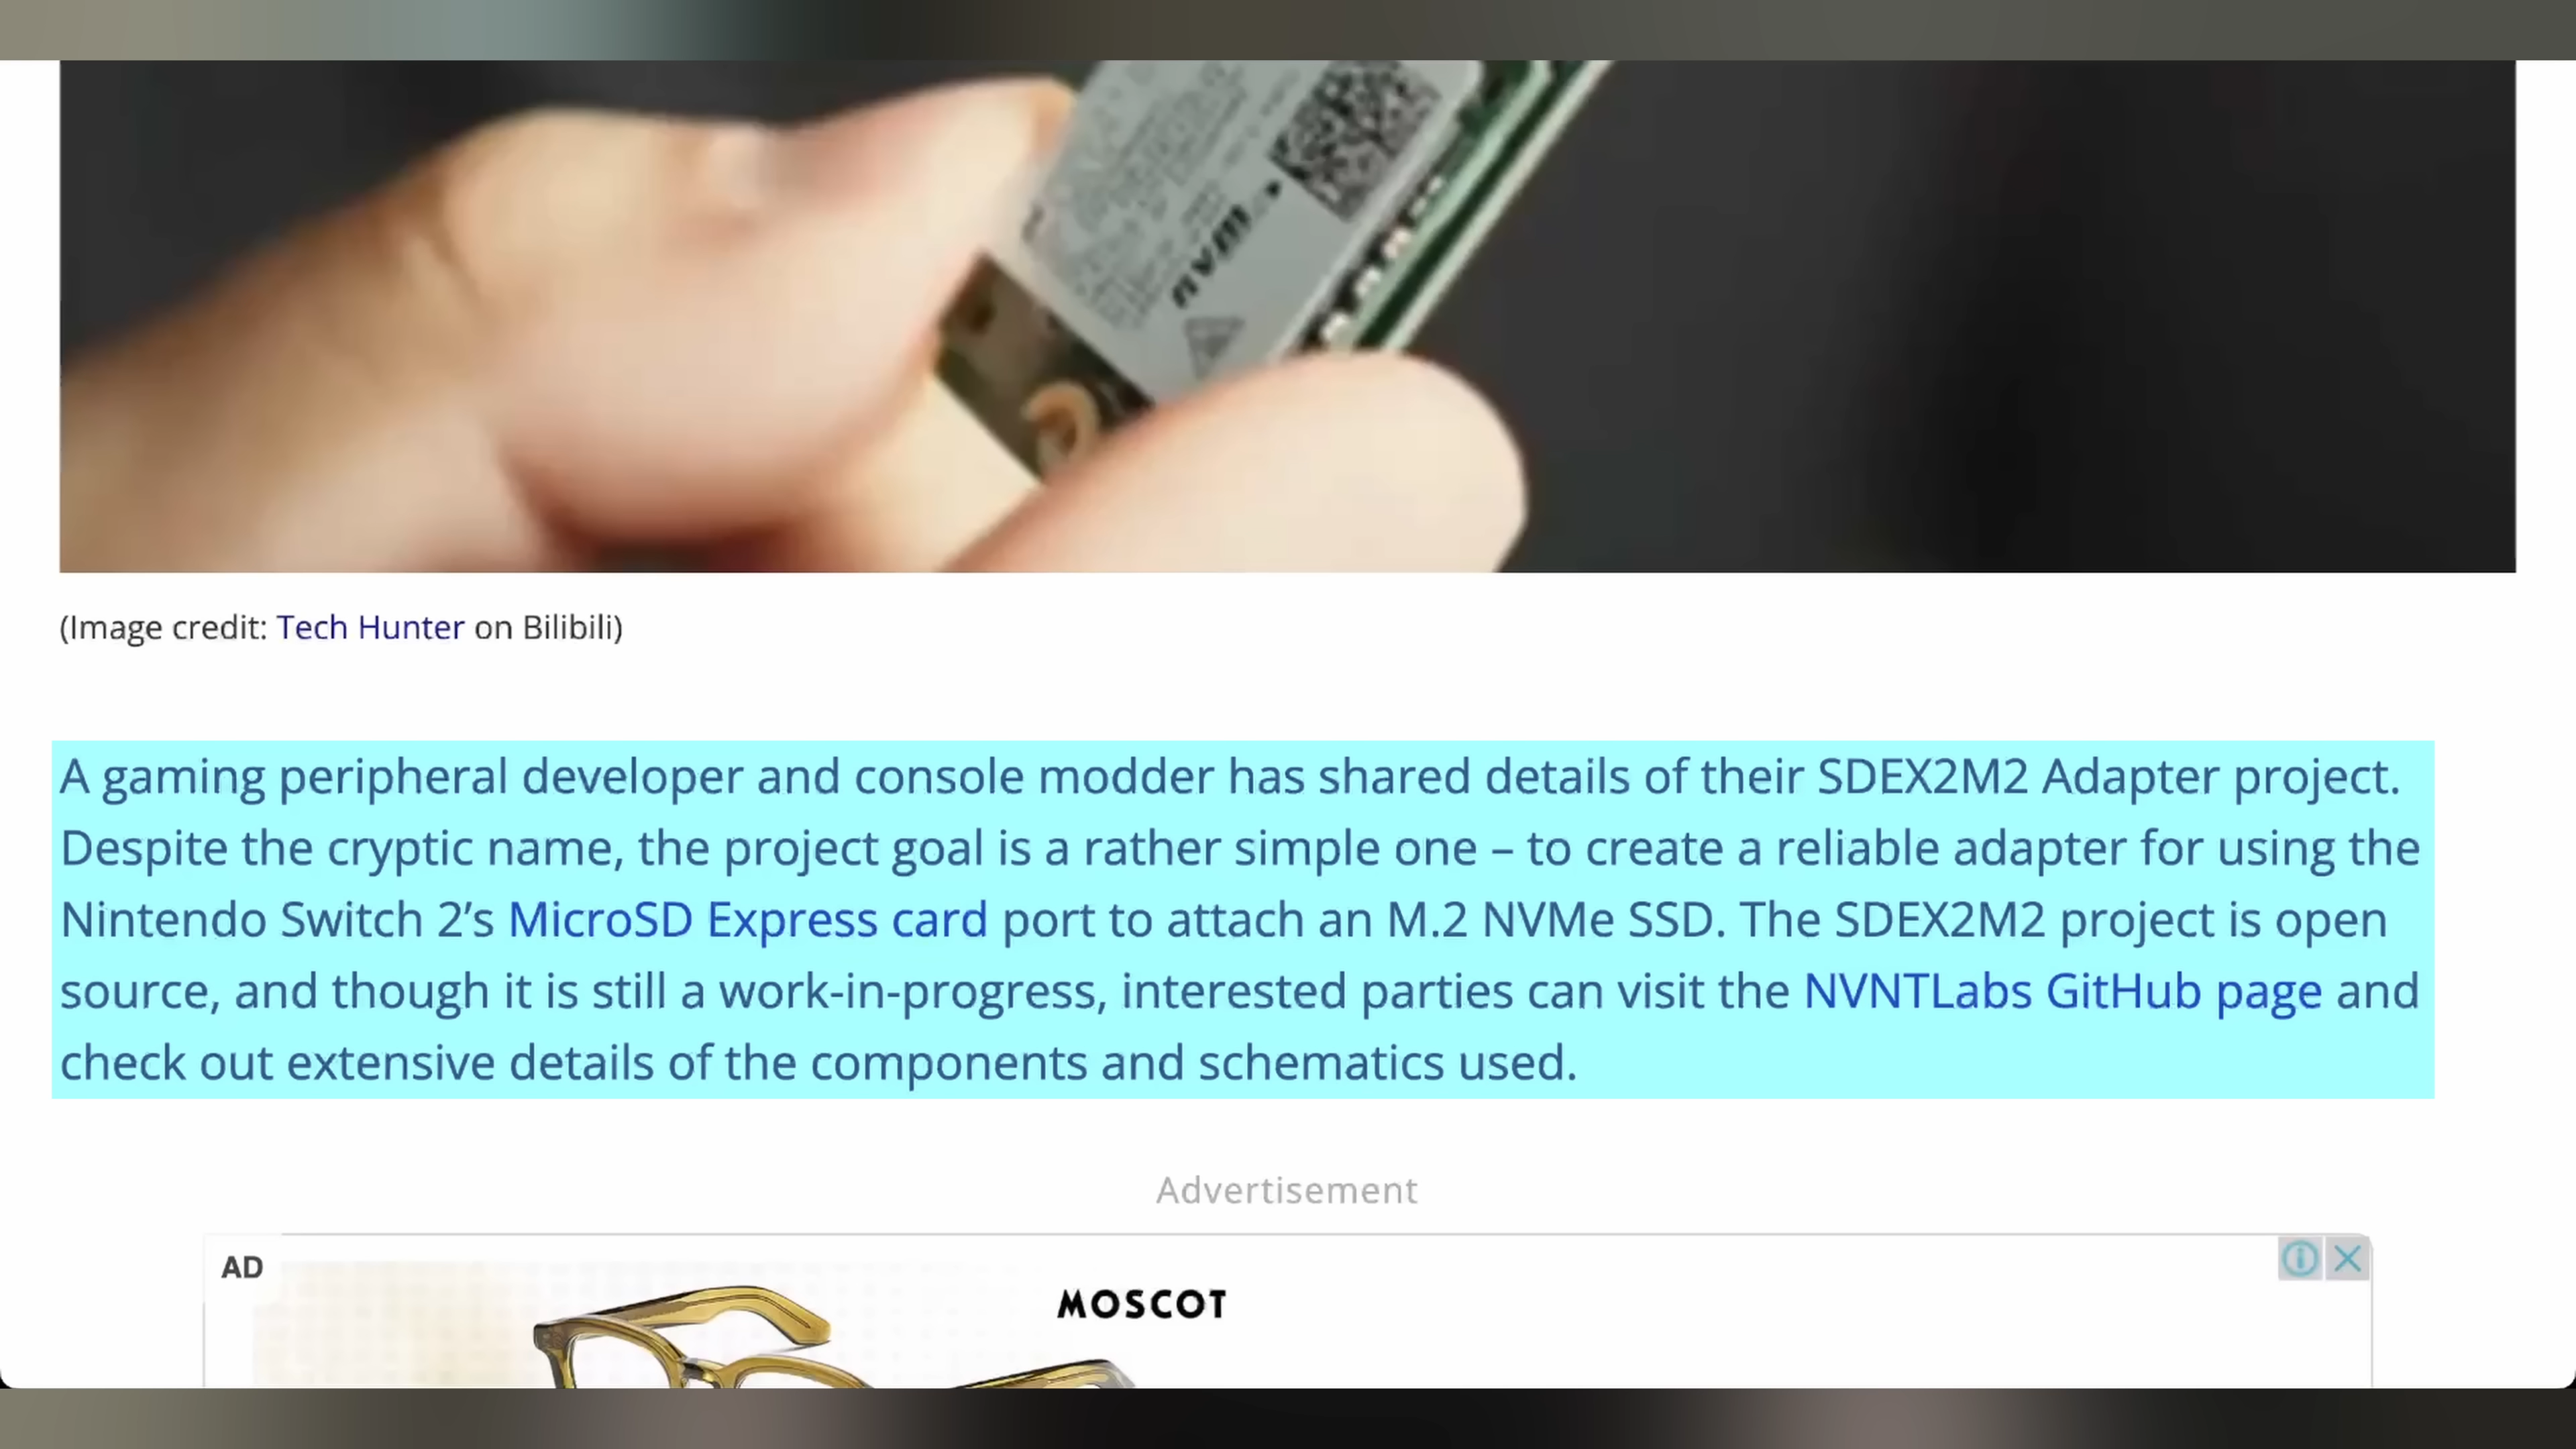 nvm
(Image credit: Tech Hunter on Bilibili)
A gaming peripheral developer and console modder has shared details of their SDEX2M2 Adapter project.
Despite the cryptic name, the project goal is a rather simple one – to create a reliable adapter for using the
Nintendo Switch 2’s MicroSD Express card port to attach an M.2 NVMe SSD. The SDEX2M2 project is open
source, and though it is still a work-in-progress, interested parties can visit the NVNTLabs GitHub page and
check out extensive details of the components and schematics used.
Advertisement
AD
MOSCOT